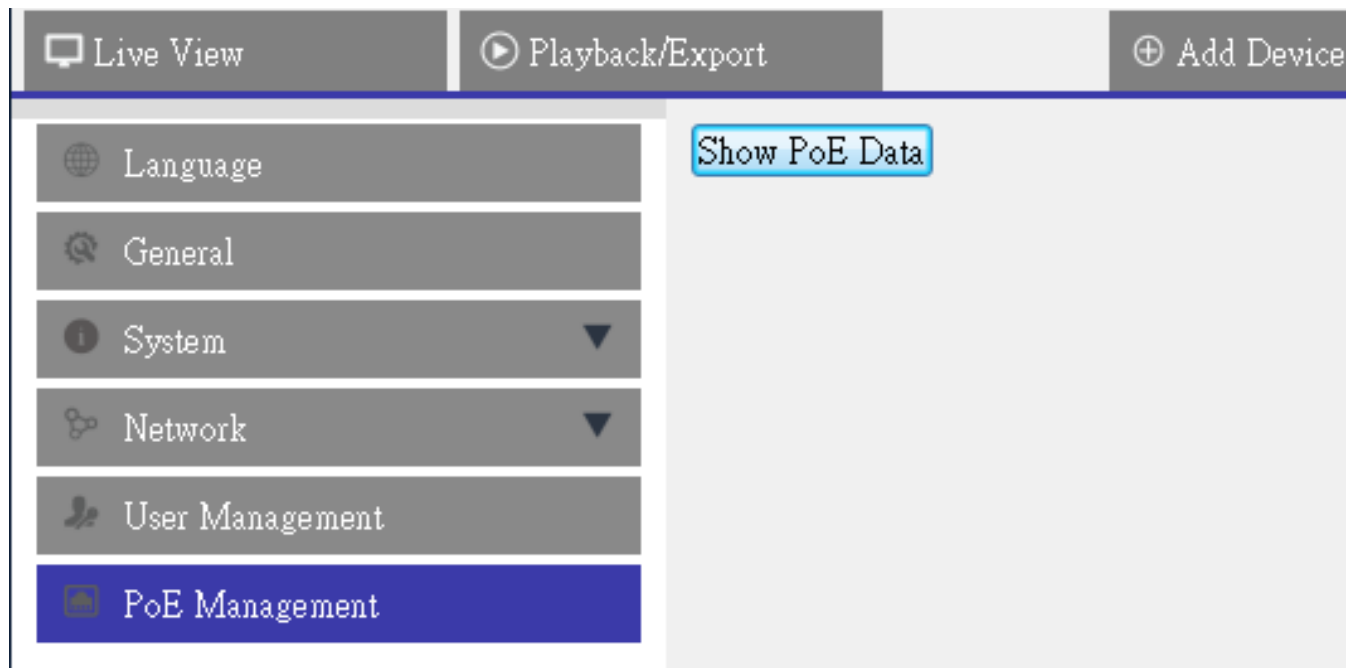 Live View
Playback/Export
Add Device
Language
Show PoE Data
General
System
Network
User Management
PoE Management